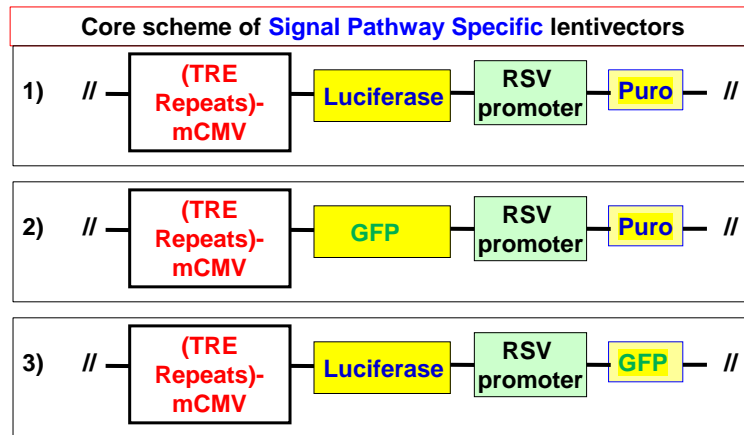 Core scheme of Signal Pathway Specific lentivectors
1) // (TRE Repeats)-mCMV Luciferase RSV promoter Puro //
2) // (TRE Repeats)-mCMV GFP RSV promoter Puro //
3) // (TRE Repeats)-mCMV Luciferase RSV promoter GFP //